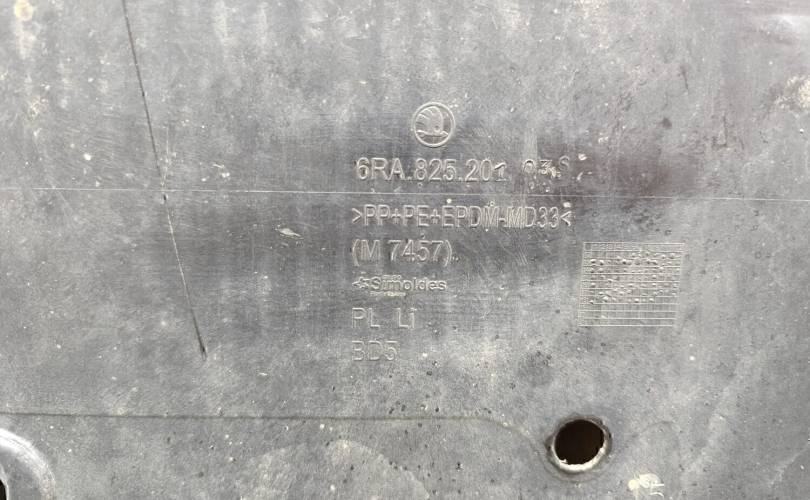 6RA.825.201
>PP+PE+EPDM-MD33<
(M 7457)
Simoldes
PL Li
BD5